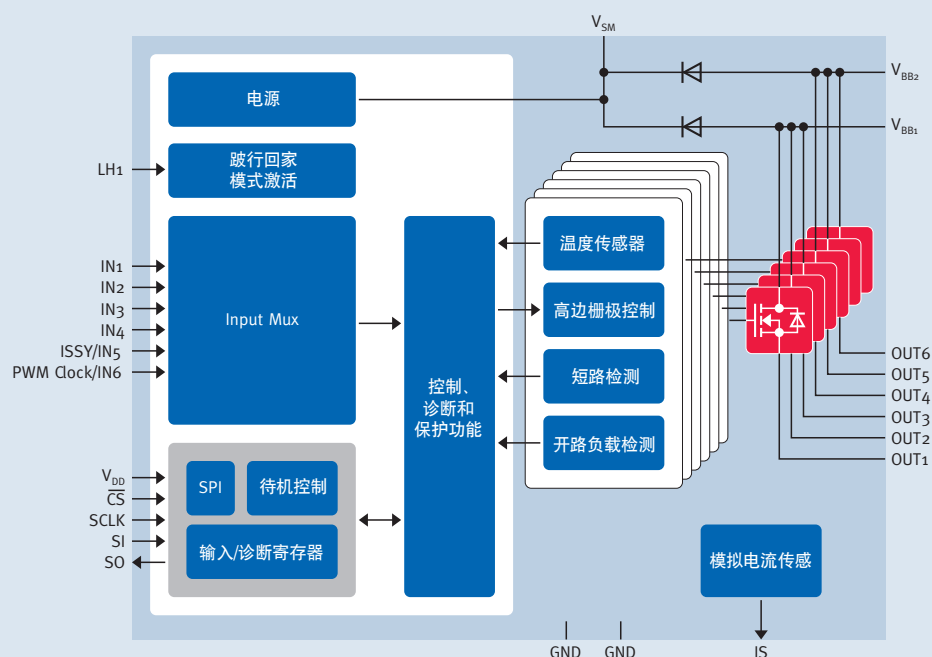 VSM
电源
VBB2
VBB1
LH1
跛行回家
模式激活
IN1
IN2
IN3
IN4
ISSY/IN5
PWM Clock/IN6
Input Mux
控制、
诊断和
保护功能
温度传感器
高边栅极控制
短路检测
开路负载检测
OUT6
OUT5
OUT4
OUT3
OUT2
OUT1
VDD
CS
SCLK
SI
SO
SPI
待机控制
输入/诊断寄存器
模拟电流传感
GND
GND
IS